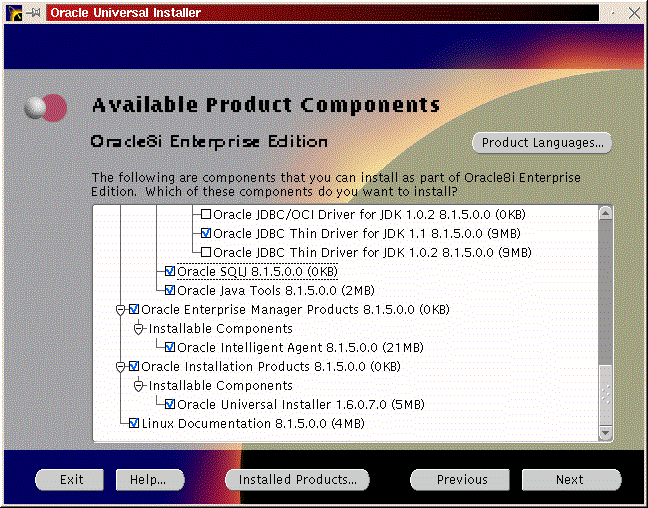 Oracle Universal Installer
Available Product Components
Oracle8i Enterprise Edition
Product Languages...
The following are components that you can install as part of Oracle8i Enterprise
Edition. Which of these components do you want to install?
Oracle JDBC/OCI Driver for JDK 1.0.2 8.1.5.0.0 (0KB)
Oracle JDBC Thin Driver for JDK 1.1 8.1.5.0.0 (9MB)
Oracle JDBC Thin Driver for JDK 1.0.2 8.1.5.0.0 (9MB)
Oracle SQLJ 8.1.5.0.0 (0KB)
Oracle Java Tools 8.1.5.0.0 (2MB)
Oracle Enterprise Manager Products 8.1.5.0.0 (0KB)
Installable Components
Oracle Intelligent Agent 8.1.5.0.0 (21MB)
Oracle Installation Products 8.1.5.0.0 (0KB)
Installable Components
Oracle Universal Installer 1.6.0.7.0 (5MB)
Linux Documentation 8.1.5.0.0 (4MB)
Exit
Help...
Installed Products...
Previous
Next